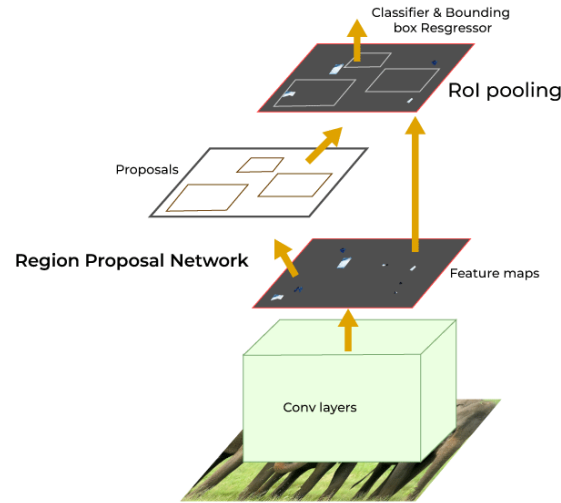 Classifier & Bounding
box Resgressor
RoI pooling
Proposals
Region Proposal Network
Feature maps
Conv layers